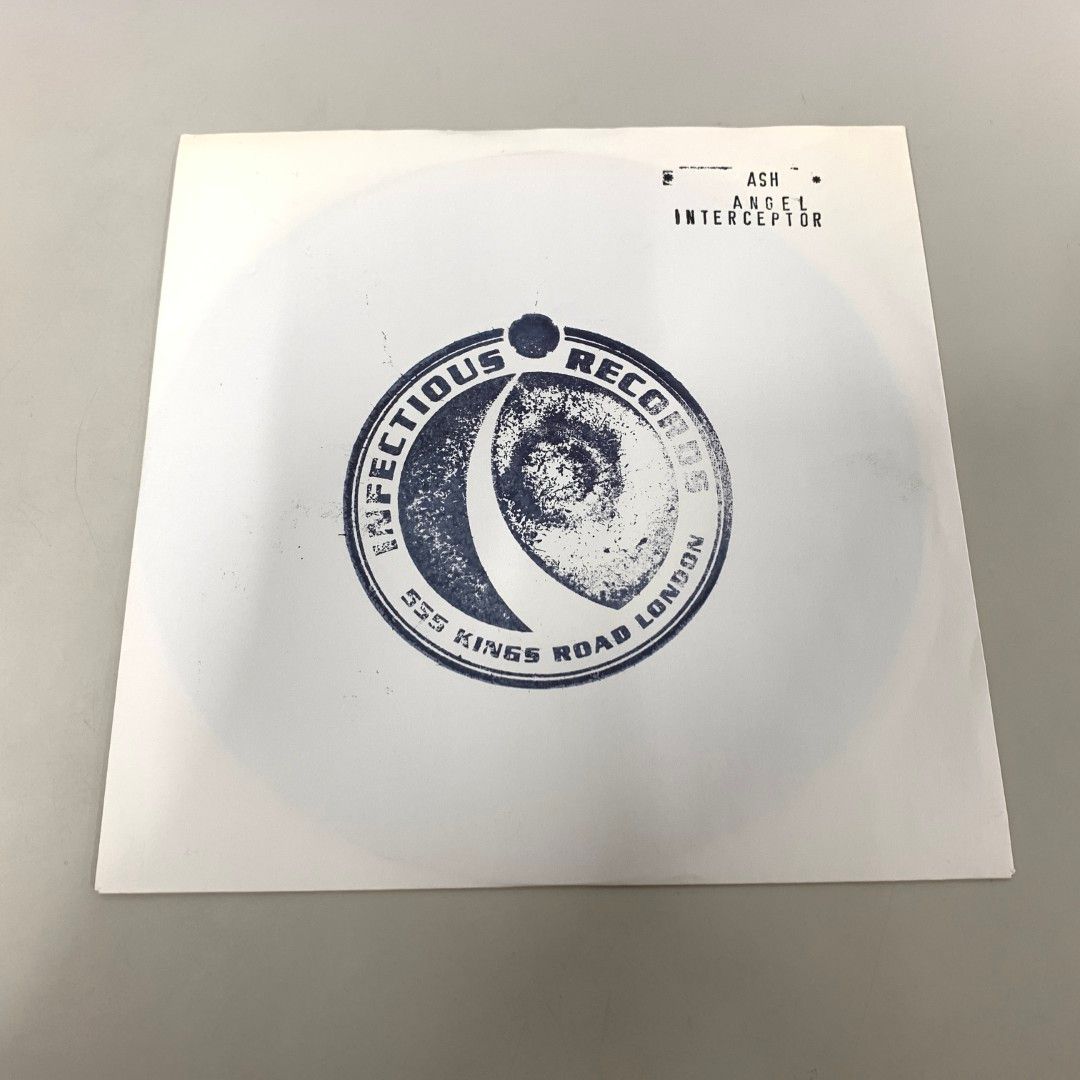 * ASH *
ANGEL
INTERCEPTOR
INFECTIOUS RECORDS
555 KINGS ROAD LONDON